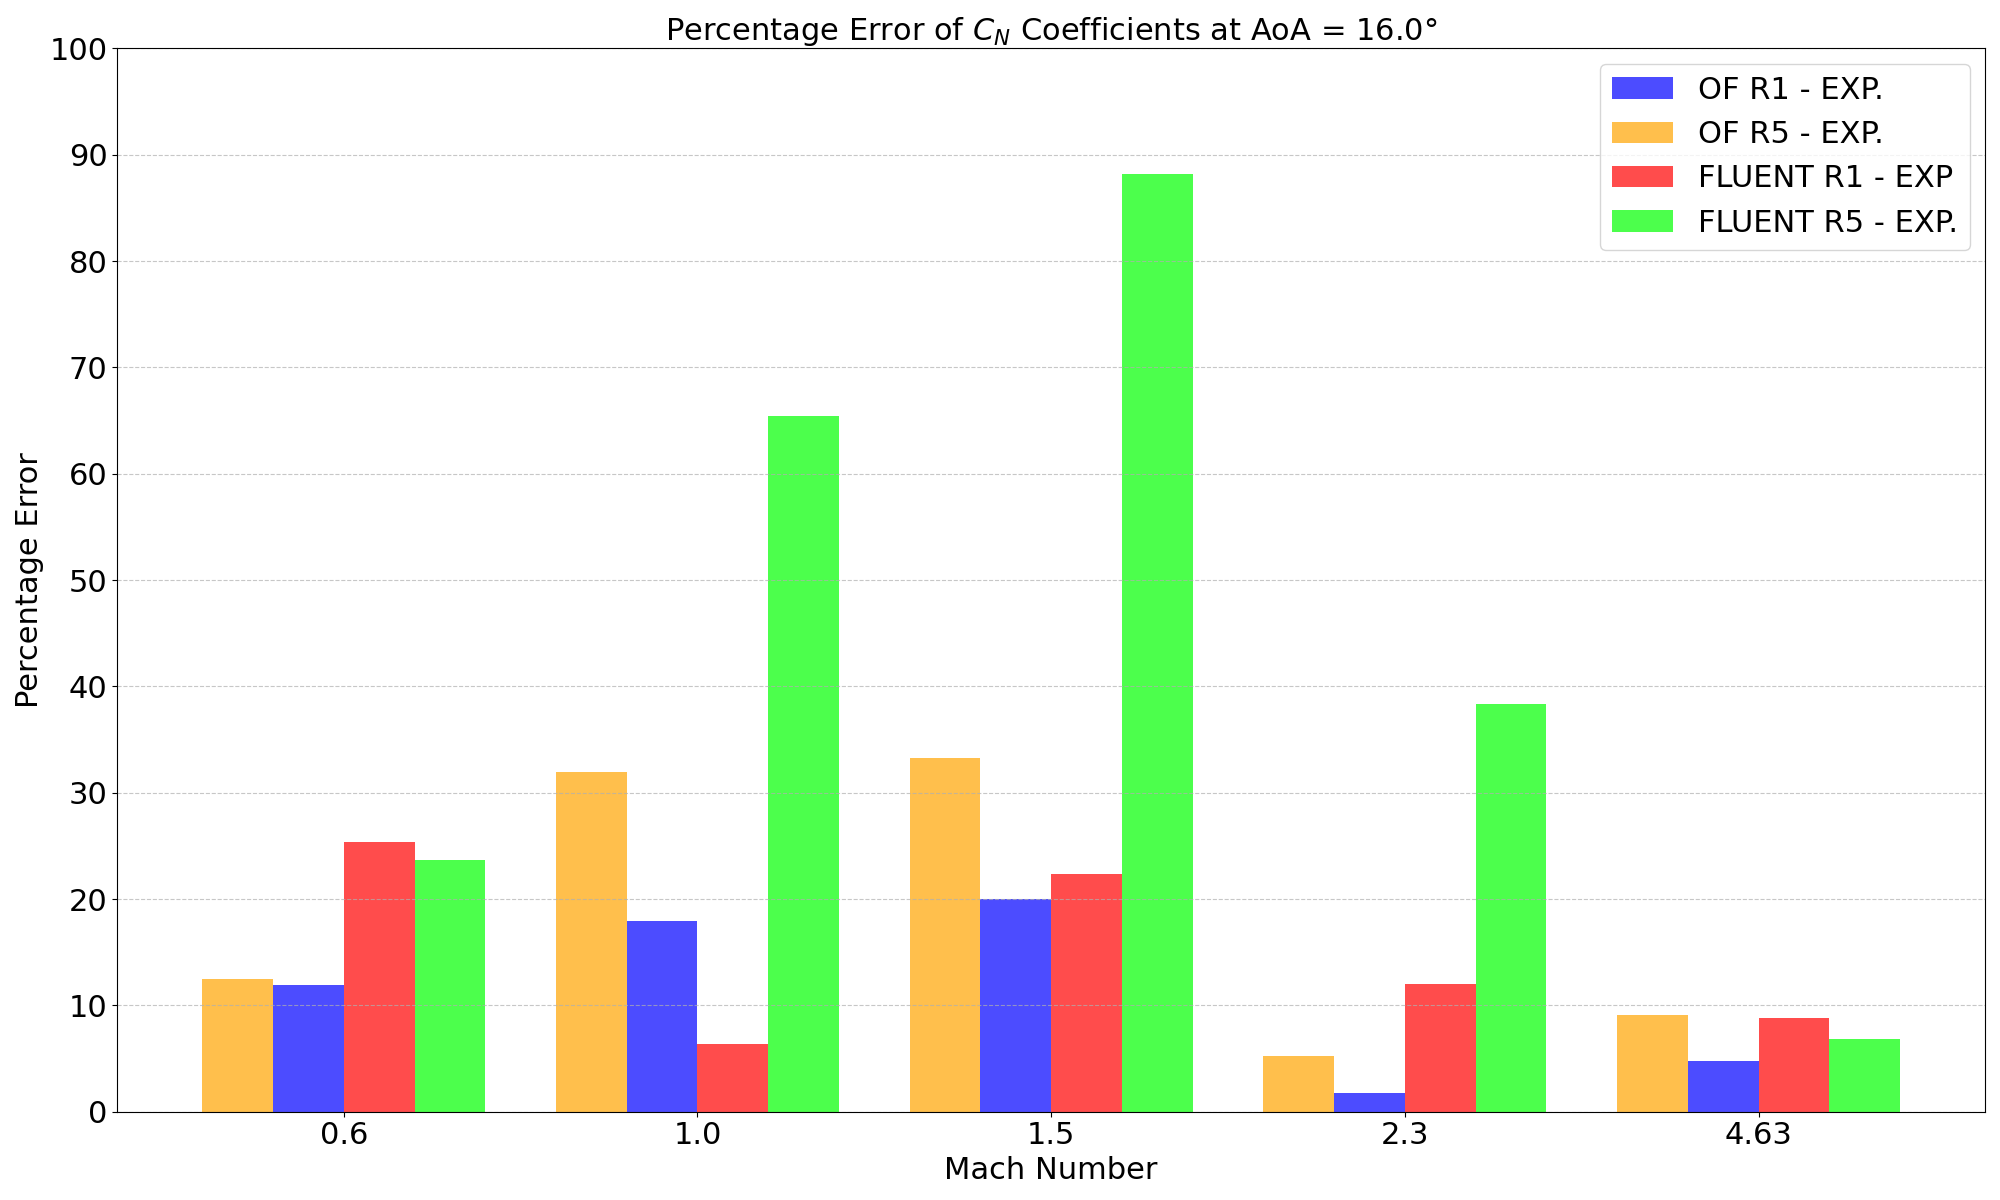 Percentage Error of C_N Coefficients at AoA = 16.0°
100
90
80
70
60
50
40
30
20
10
0
Percentage Error
OF R1 - EXP.
OF R5 - EXP.
FLUENT R1 - EXP
FLUENT R5 - EXP.
0.6 1.0 1.5 2.3 4.63
Mach Number